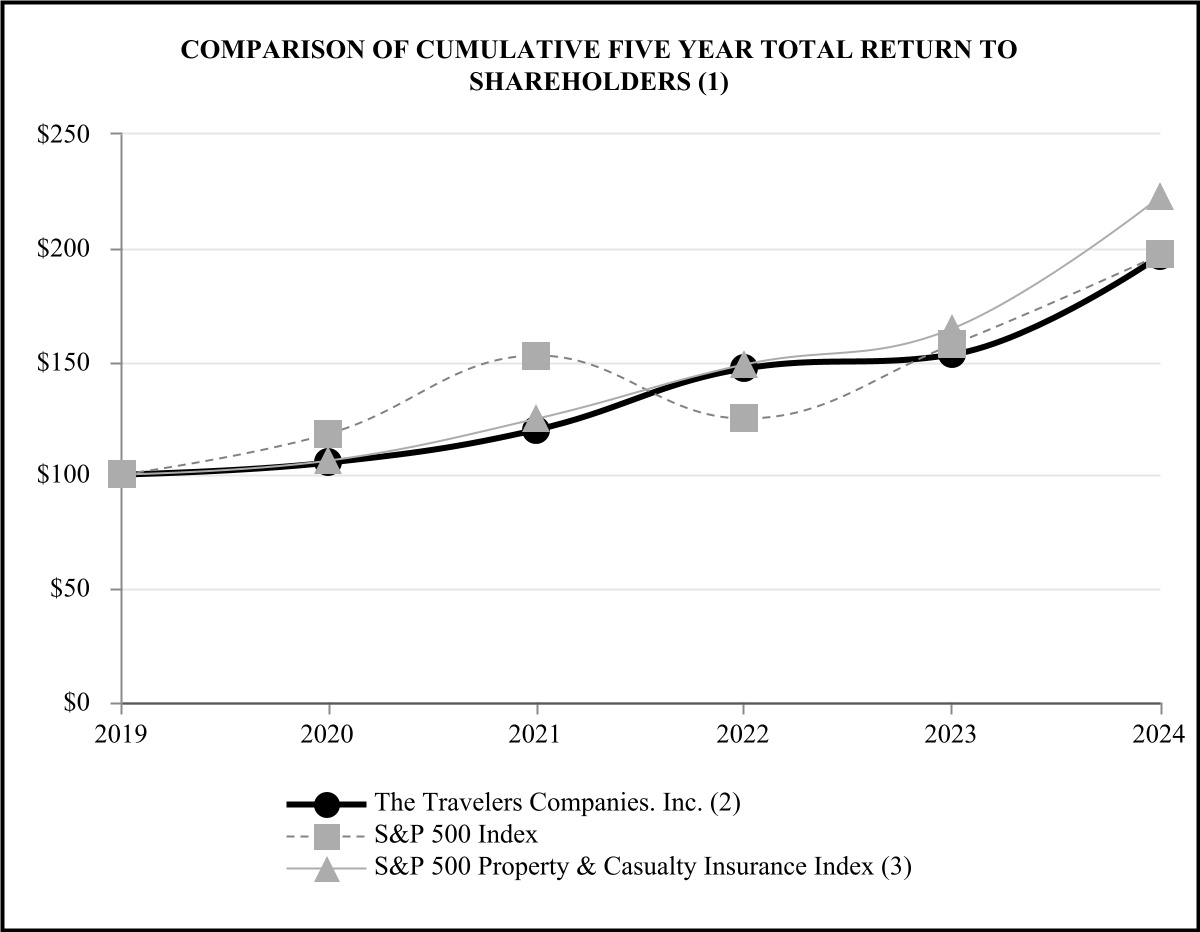 COMPARISON OF CUMULATIVE FIVE YEAR TOTAL RETURN TO
SHAREHOLDERS (1)
$250
$200
$150
$100
$50
$0
2019 2020 2021 2022 2023 2024
The Travelers Companies. Inc. (2)
S&P 500 Index
S&P 500 Property & Casualty Insurance Index (3)